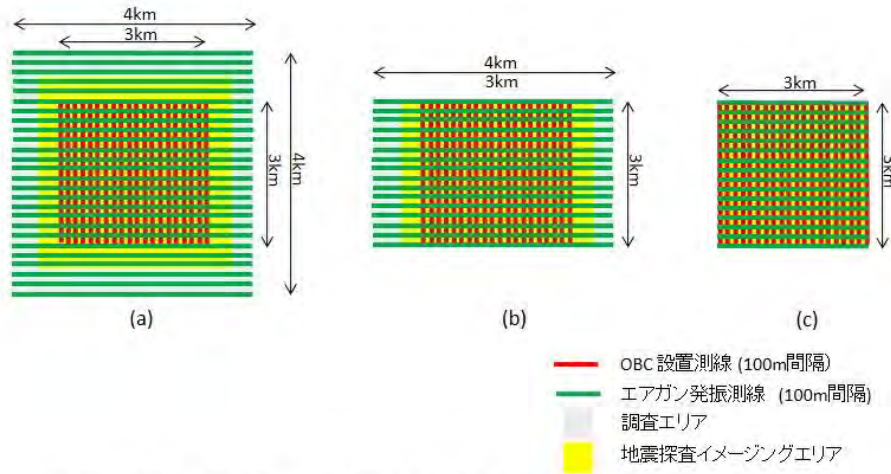 4km
3km
3km
4km
(a)
4km
3km
3km
(b)
3km
3km
(c)
OBC 設置測線 (100m間隔)
エアガン発振測線 (100m間隔)
調査エリア
地震探査イメージングエリア